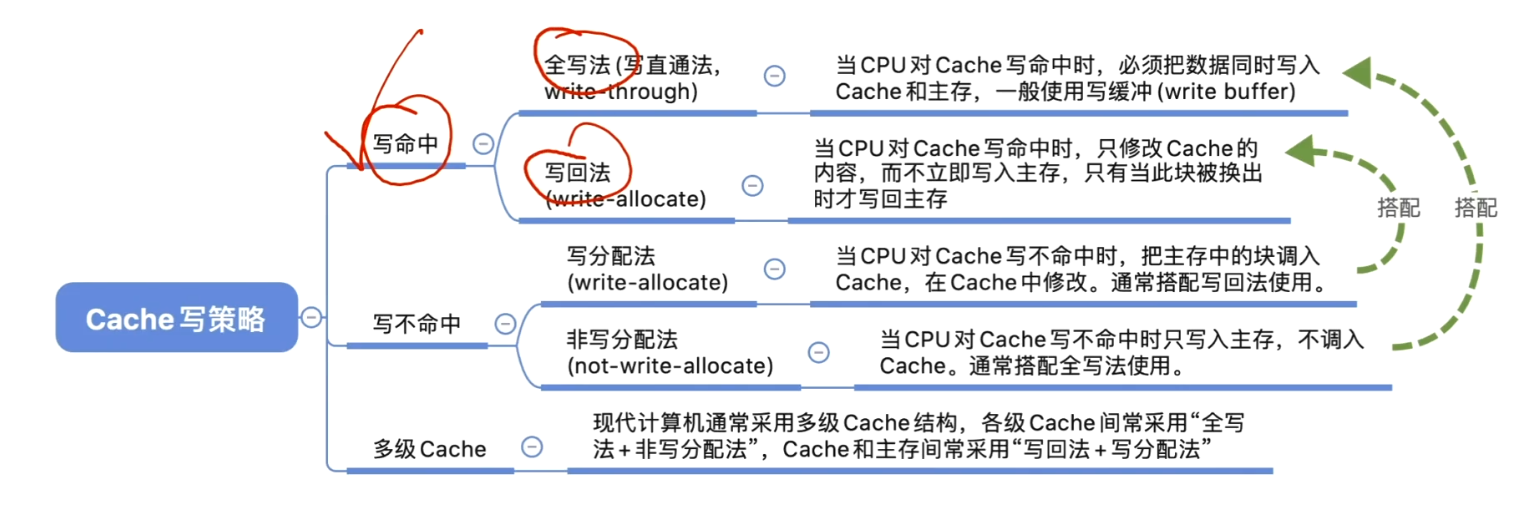 全写法 (写直通法,
write-through)
当CPU对Cache写命中时，必须把数据同时写入
Cache和主存，一般使用写缓冲 (write buffer)
写命中
写回法
(write-allocate)
当CPU对Cache写命中时，只修改Cache的
内容，而不立即写入主存，只有当此块被换出
时才写回主存
搭配
搭配
Cache 写策略
写不命中
写分配法
(write-allocate)
当CPU对Cache写不命中时，把主存中的块调入
Cache，在Cache中修改。通常搭配写回法使用。
非写分配法
(not-write-allocate)
当CPU对Cache写不命中时只写入主存，不调入
Cache。通常搭配全写法使用。
多级Cache
现代计算机通常采用多级Cache结构，各级Cache间常采用“全写
法+非写分配法”，Cache和主存间常采用“写回法+写分配法”